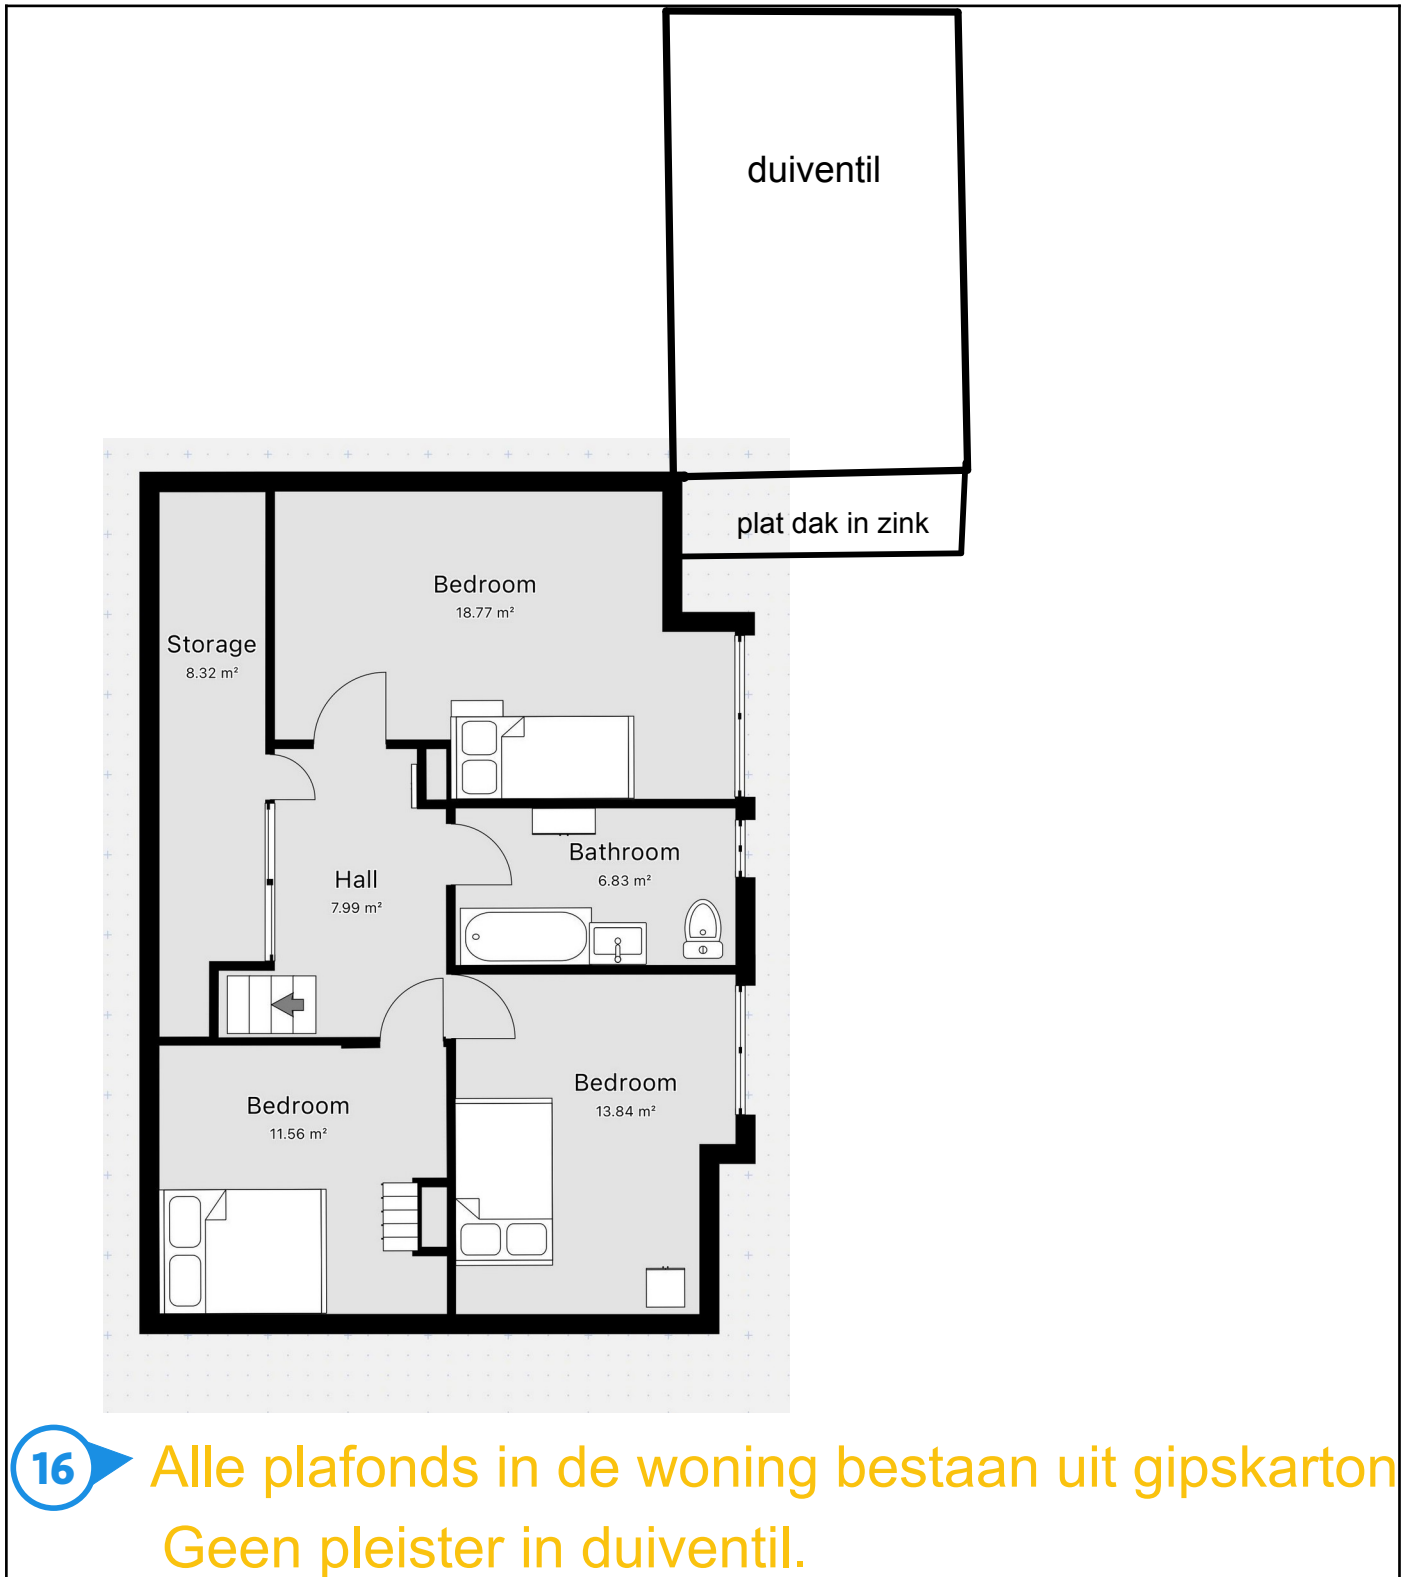 duiventil
plat dak in zink
Bedroom
18.77 m²
Storage
8.32 m²
Bathroom
6.83 m²
Hall
7.99 m²
Bedroom
13.84 m²
Bedroom
11.56 m²
16 Alle plafonds in de woning bestaan uit gipskarton
Geen pleister in duiventil.